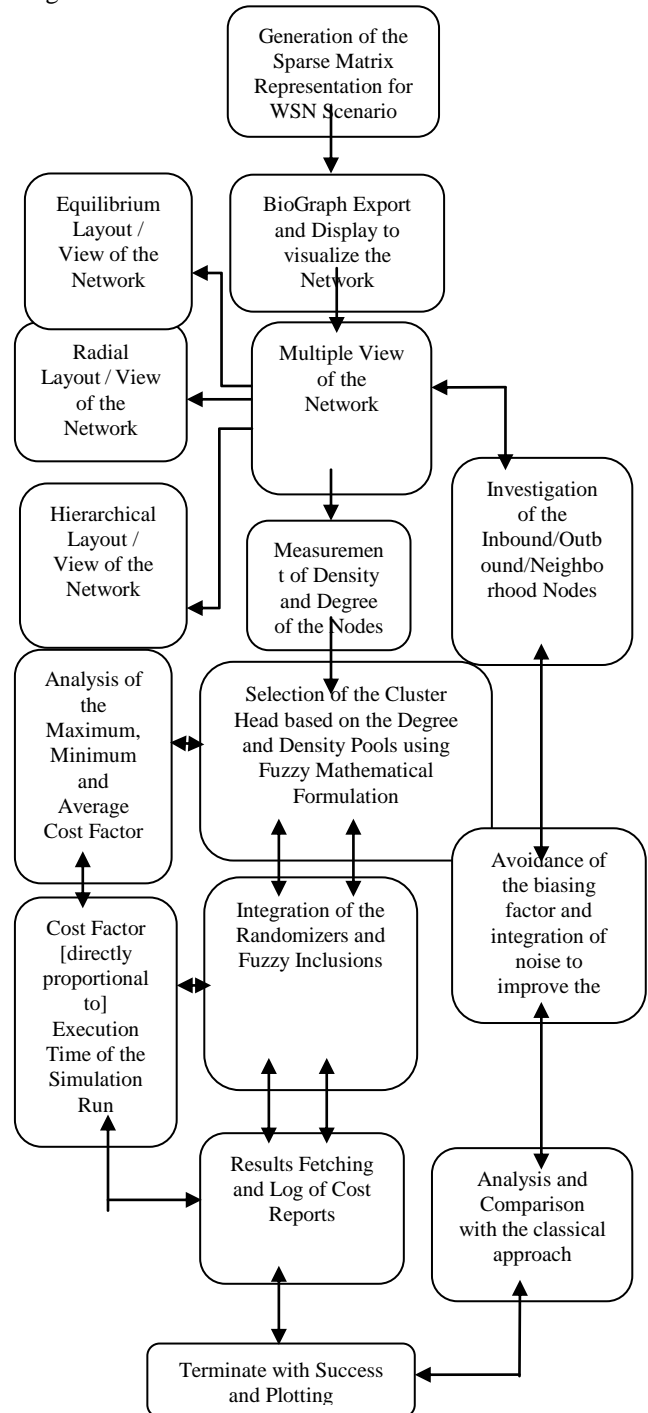 Generation of the
Sparse Matrix
Representation for
WSN Scenario
Equilibrium
Layout /
View of the
Network
BioGraph Export
and Display to
visualize the
Network
Radial
Layout / View
of the
Network
Multiple View
of the
Network
Hierarchical
Layout /
View of the
Network
Measuremen
t of Density
and Degree
of the Nodes
Investigation
of the
Inbound/Outb
ound/Neighbo
rhood Nodes
Analysis of
the
Maximum,
Minimum
and
Average
Cost Factor
Selection of the Cluster
Head based on the Degree
and Density Pools using
Fuzzy Mathematical
Formulation
Avoidance of
the biasing
factor and
integration of
noise to
improve the
Cost Factor
[directly
proportional
to]
Execution
Time of the
Simulation
Run
Integration of the
Randomizers and
Fuzzy Inclusions
Results Fetching
and Log of Cost
Reports
Analysis and
Comparison
with the classical
approach
Terminate with Success
and Plotting